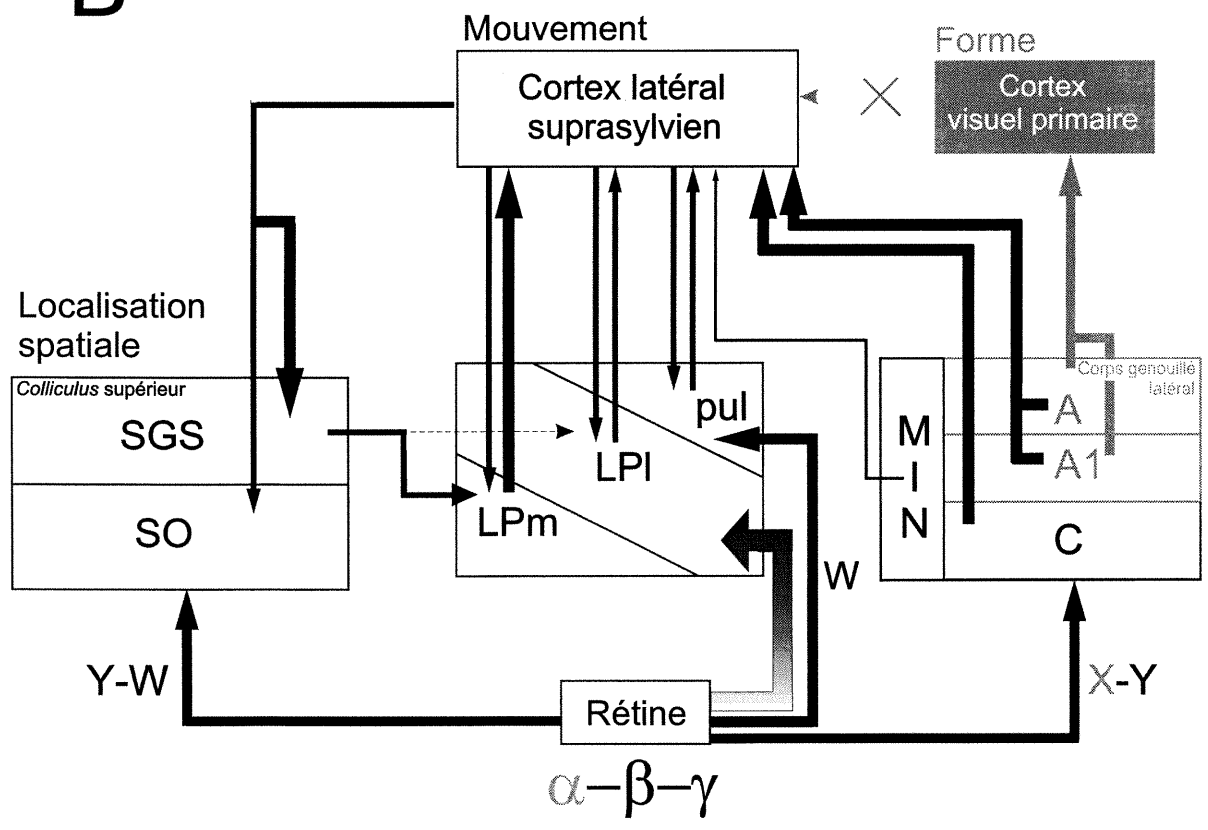 B
Mouvement
Cortex latéral
suprasylvien
Forme
Cortex
visuel primaire
Localisation
spatiale
Colliculus supérieur
SGS
SO
pul
LPl
LPm
M
I
N
Corps genouillé
latéral
A
A1
C
W
Y-W
Rétine
X-Y
α–β–γ